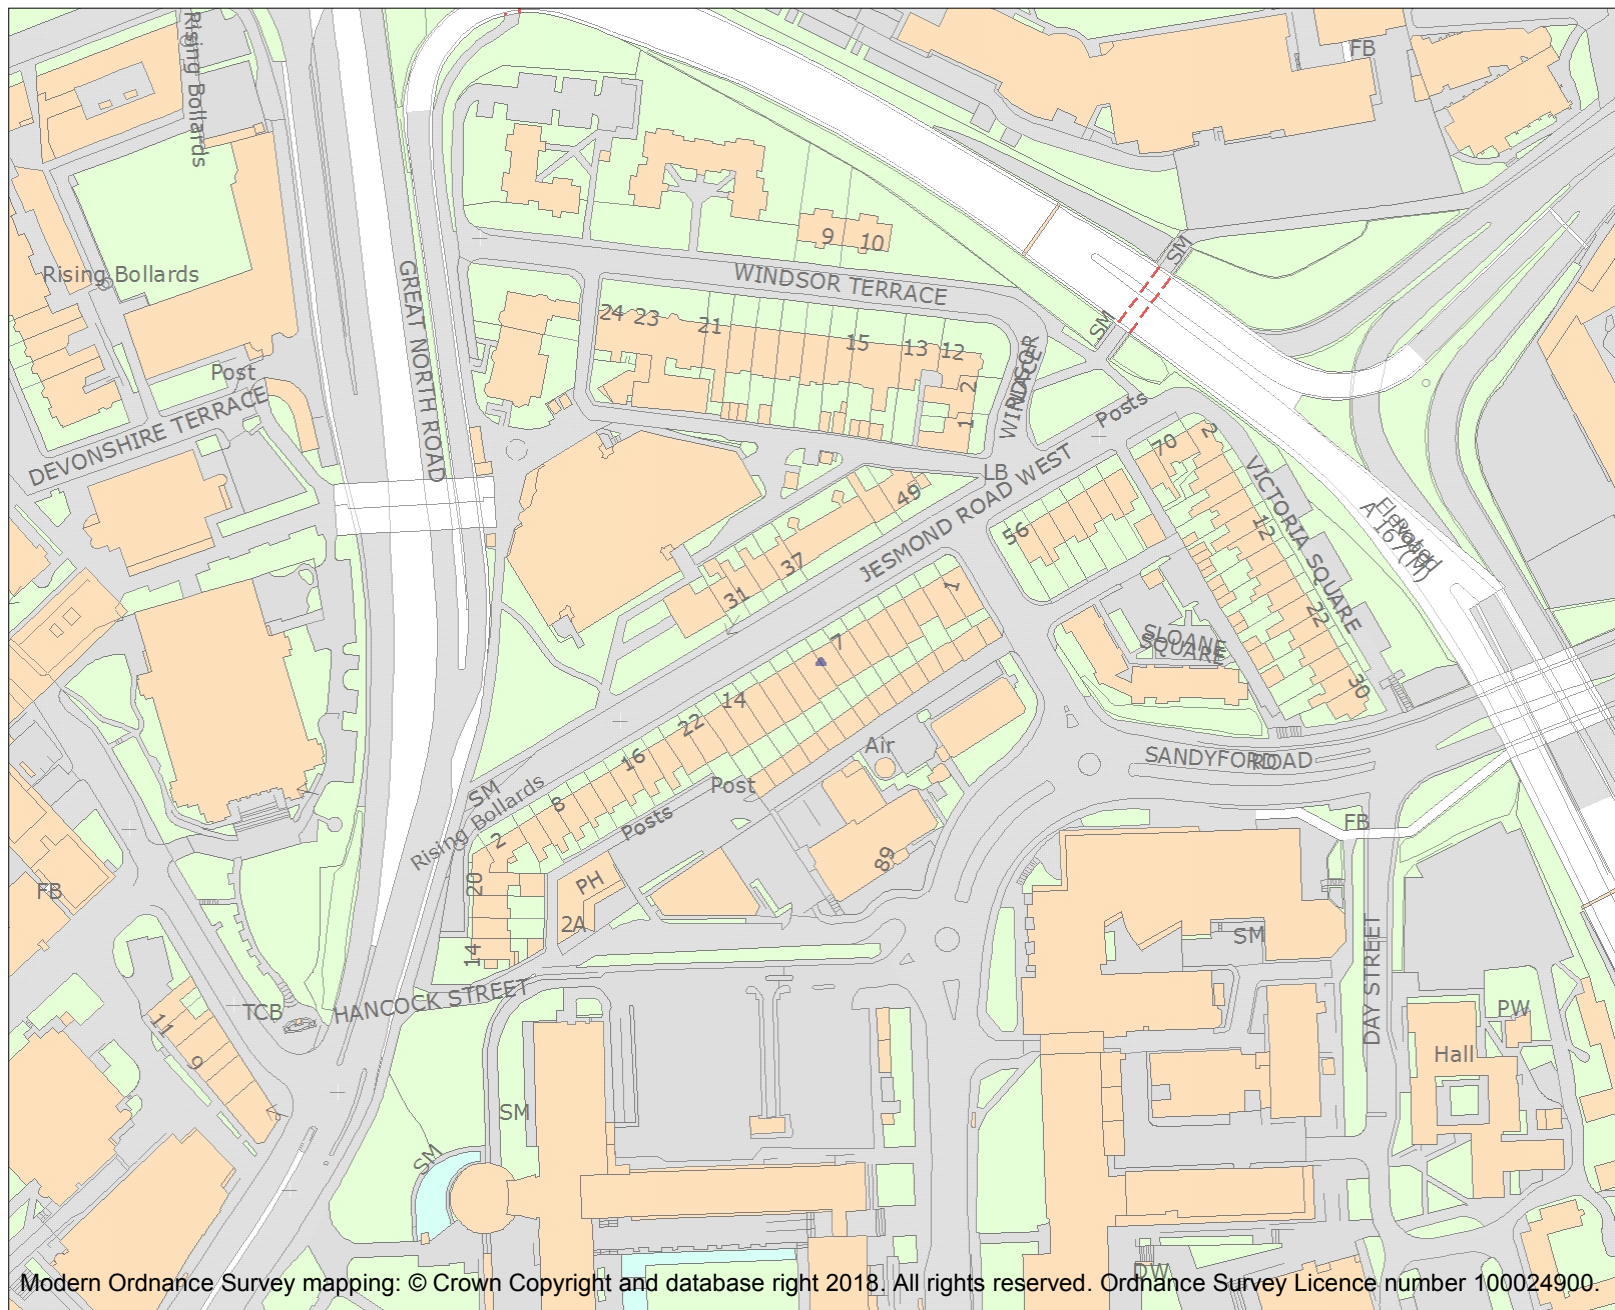 Rising Bollards
FB
Rising Bollards
GREAT NORTH ROAD
WINDSOR TERRACE
9
10
SM
SM
24
23
21
15
13
12
2
1
WINDSOR
PLACE
Post
DEVONSHIRE TERRACE
Posts
LB
JESMOND ROAD WEST
70
2
VICTORIA SQUARE
12
22
30
Elevated
Road
A 167(M)
49
37
31
56
1
7
14
22
16
8
2
SLOANE
SQUARE
SANDYFORD
ROAD
Air
Post
Posts
SM
Rising Bollards
FB
FB
PH
2A
20
14
89
SM
DAY STREET
HANCOCK STREET
TCB
11
9
PW
Hall
SM
SM
DW
Modern Ordnance Survey mapping: © Crown Copyright and database right 2018. All rights reserved. Ordnance Survey Licence number 100024900.